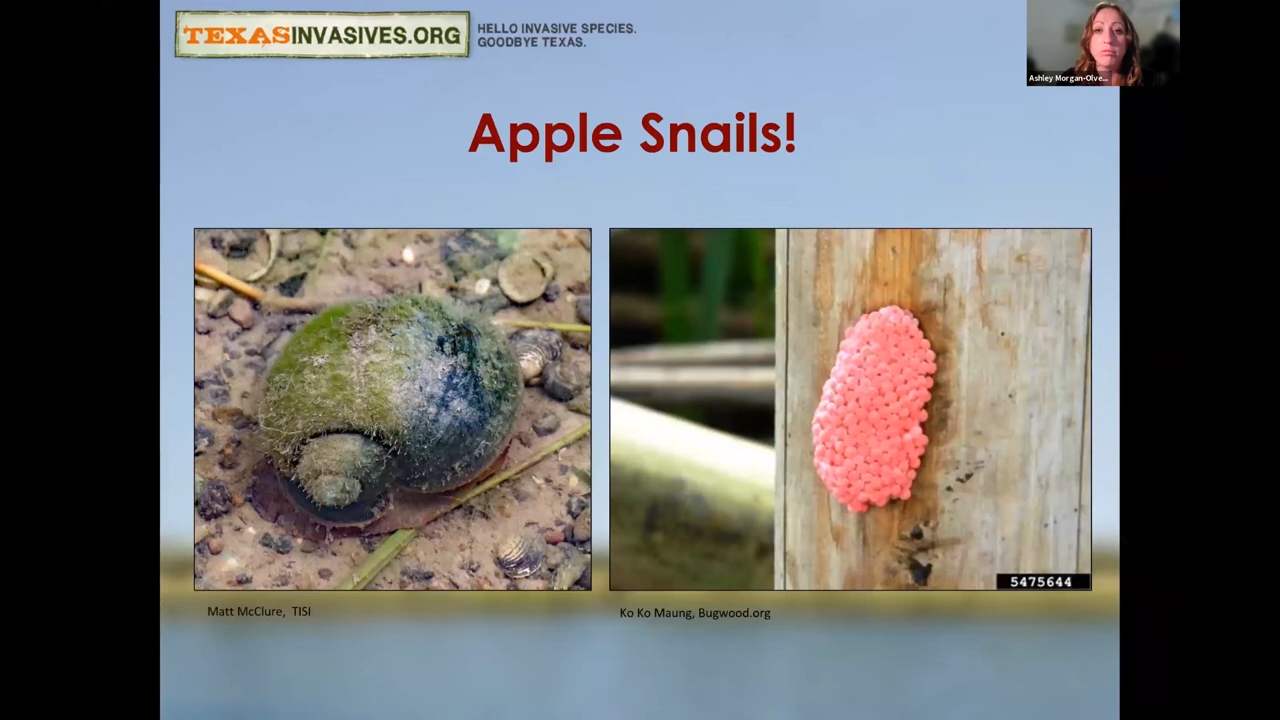 TEXASINVASIVES.ORG
HELLO INVASIVE SPECIES.
GOODBYE TEXAS.
Ashley Morgan-Olve...
Apple Snails!
5475644
Matt McClure, TISI
Ko Ko Maung, Bugwood.org